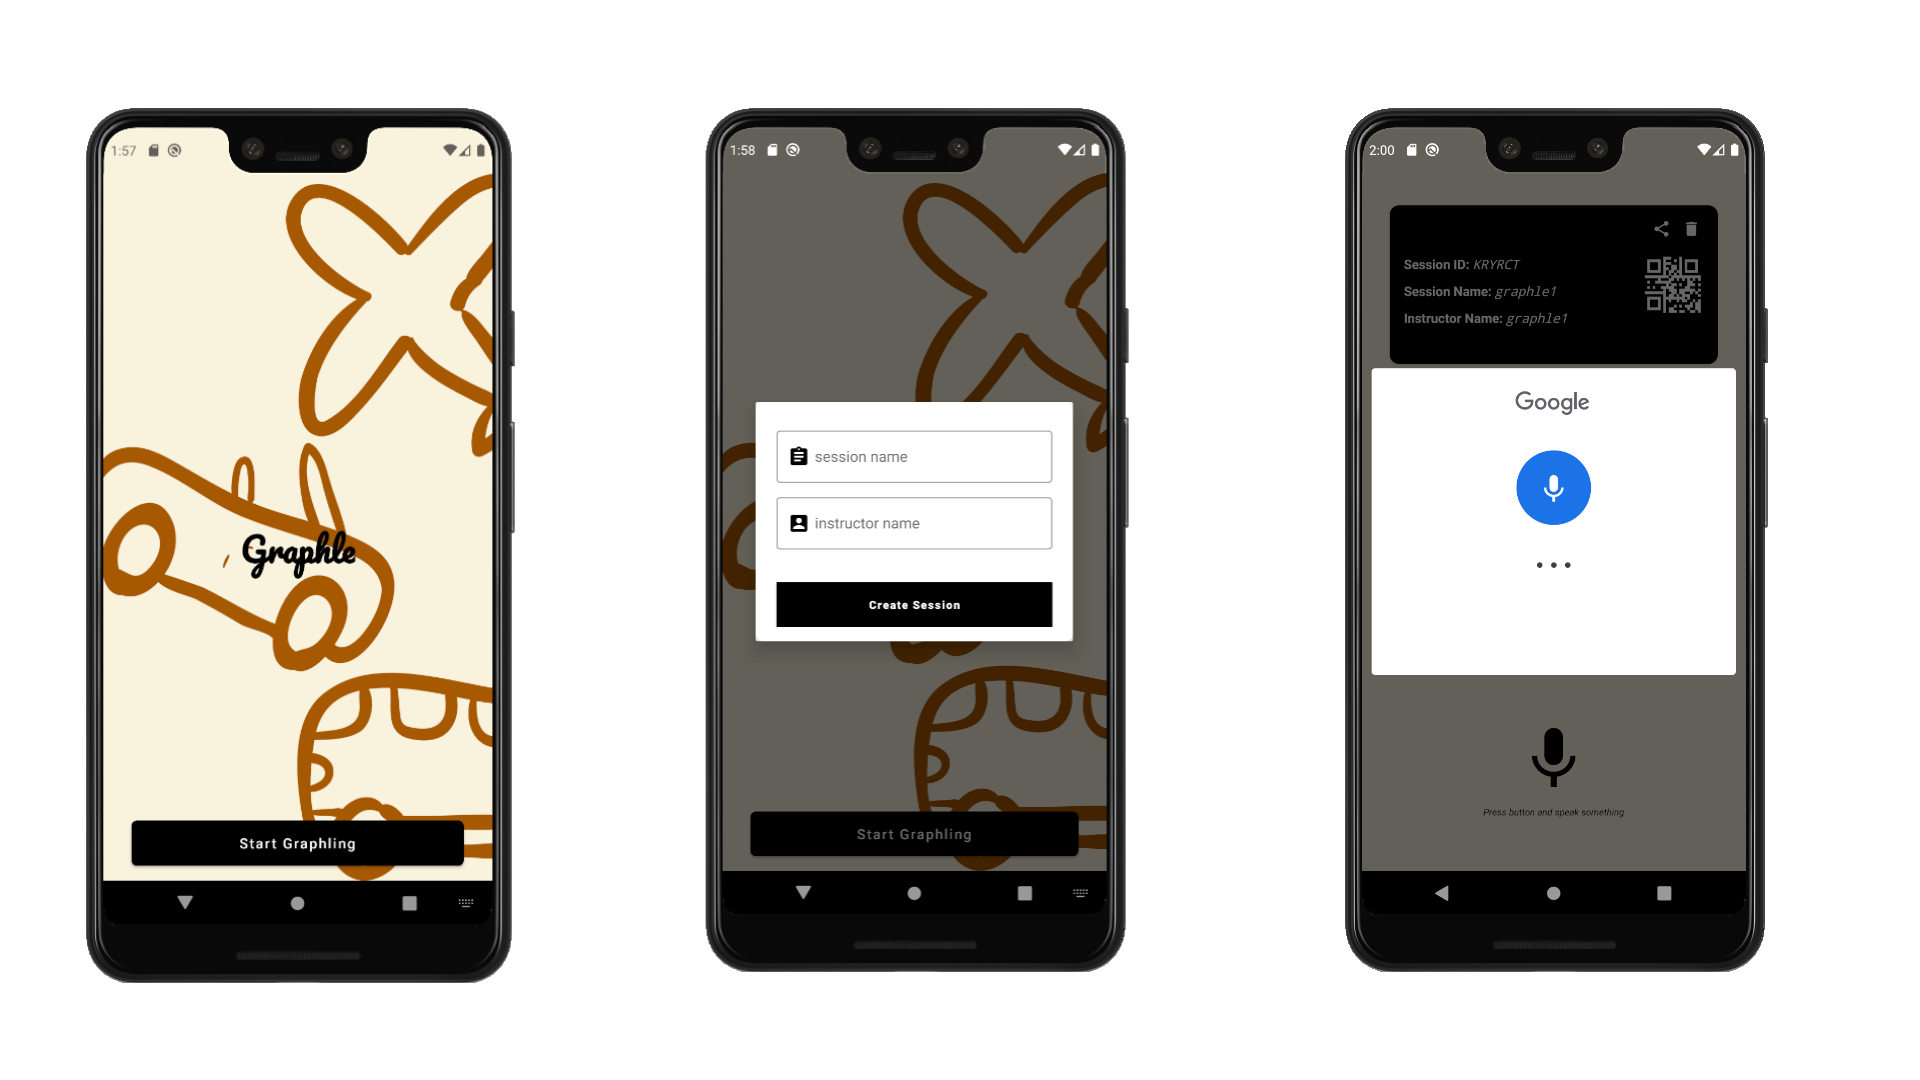 1:57
Graphle
Start Graphling
1:58
session name
instructor name
Create Session
Start Graphling
2:00
Session ID: KRYRCT
Session Name: graphle1
Instructor Name: graphle1
Google
Press button and speak something